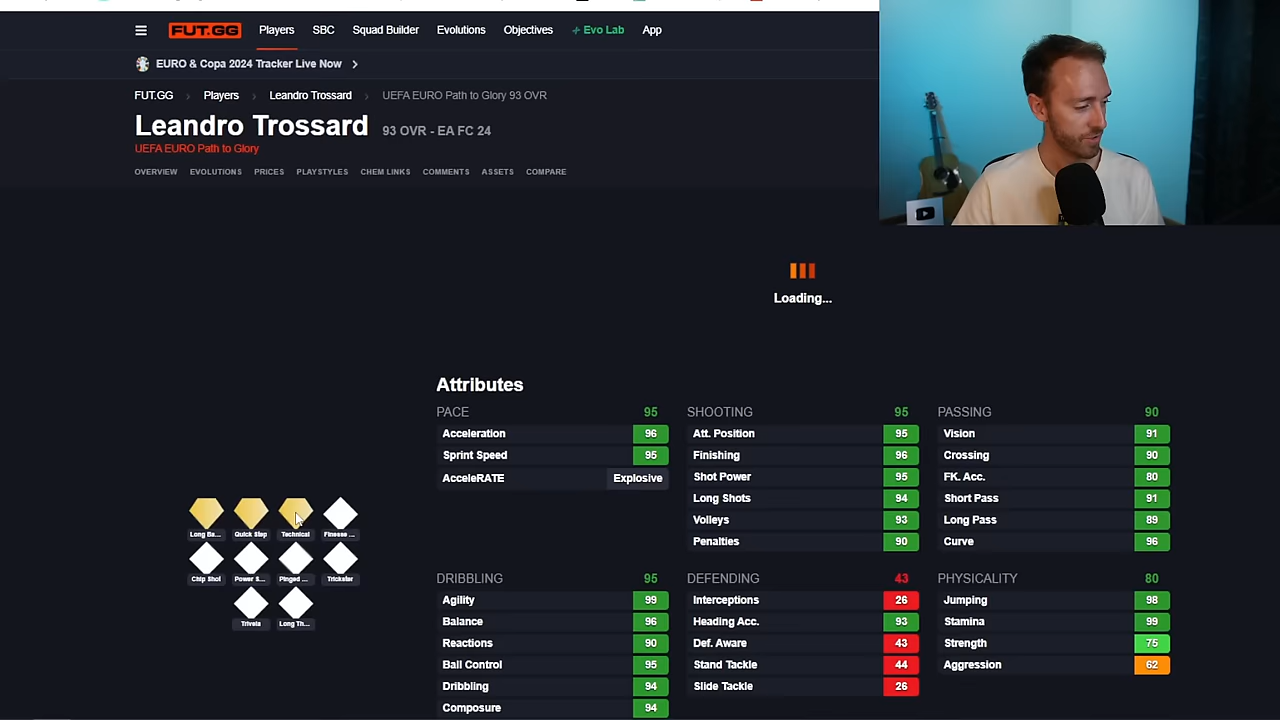 FUT.GG Players SBC Squad Builder Evolutions Objectives Evo Lab App
EURO & Copa 2024 Tracker Live Now
FUT.GG Players Leandro Trossard UEFA EURO Path to Glory 93 OVR
Leandro Trossard 93 OVR - EA FC 24
UEFA EURO Path to Glory
OVERVIEW EVOLUTIONS PRICES PLAYSTYLES CHEM LINKS COMMENTS ASSETS COMPARE
Loading...
Attributes
PACE 95
Acceleration 96
Sprint Speed 95
AcceleRATE Explosive
SHOOTING 95
Att. Position 95
Finishing 96
Shot Power 95
Long Shots 94
Volleys 93
Penalties 90
PASSING 90
Vision 91
Crossing 90
FK. Acc. 80
Short Pass 91
Long Pass 89
Curve 96
Long Ba... Quick Step Technical Finesse ...
Chip Shot Power S... Pinged ... Trickster
Trivela Long Th...
DRIBBLING 95
Agility 99
Balance 96
Reactions 90
Ball Control 95
Dribbling 94
Composure 94
DEFENDING 43
Interceptions 26
Heading Acc. 93
Def. Aware 43
Stand Tackle 44
Slide Tackle 26
PHYSICALITY 80
Jumping 98
Stamina 99
Strength 75
Aggression 62